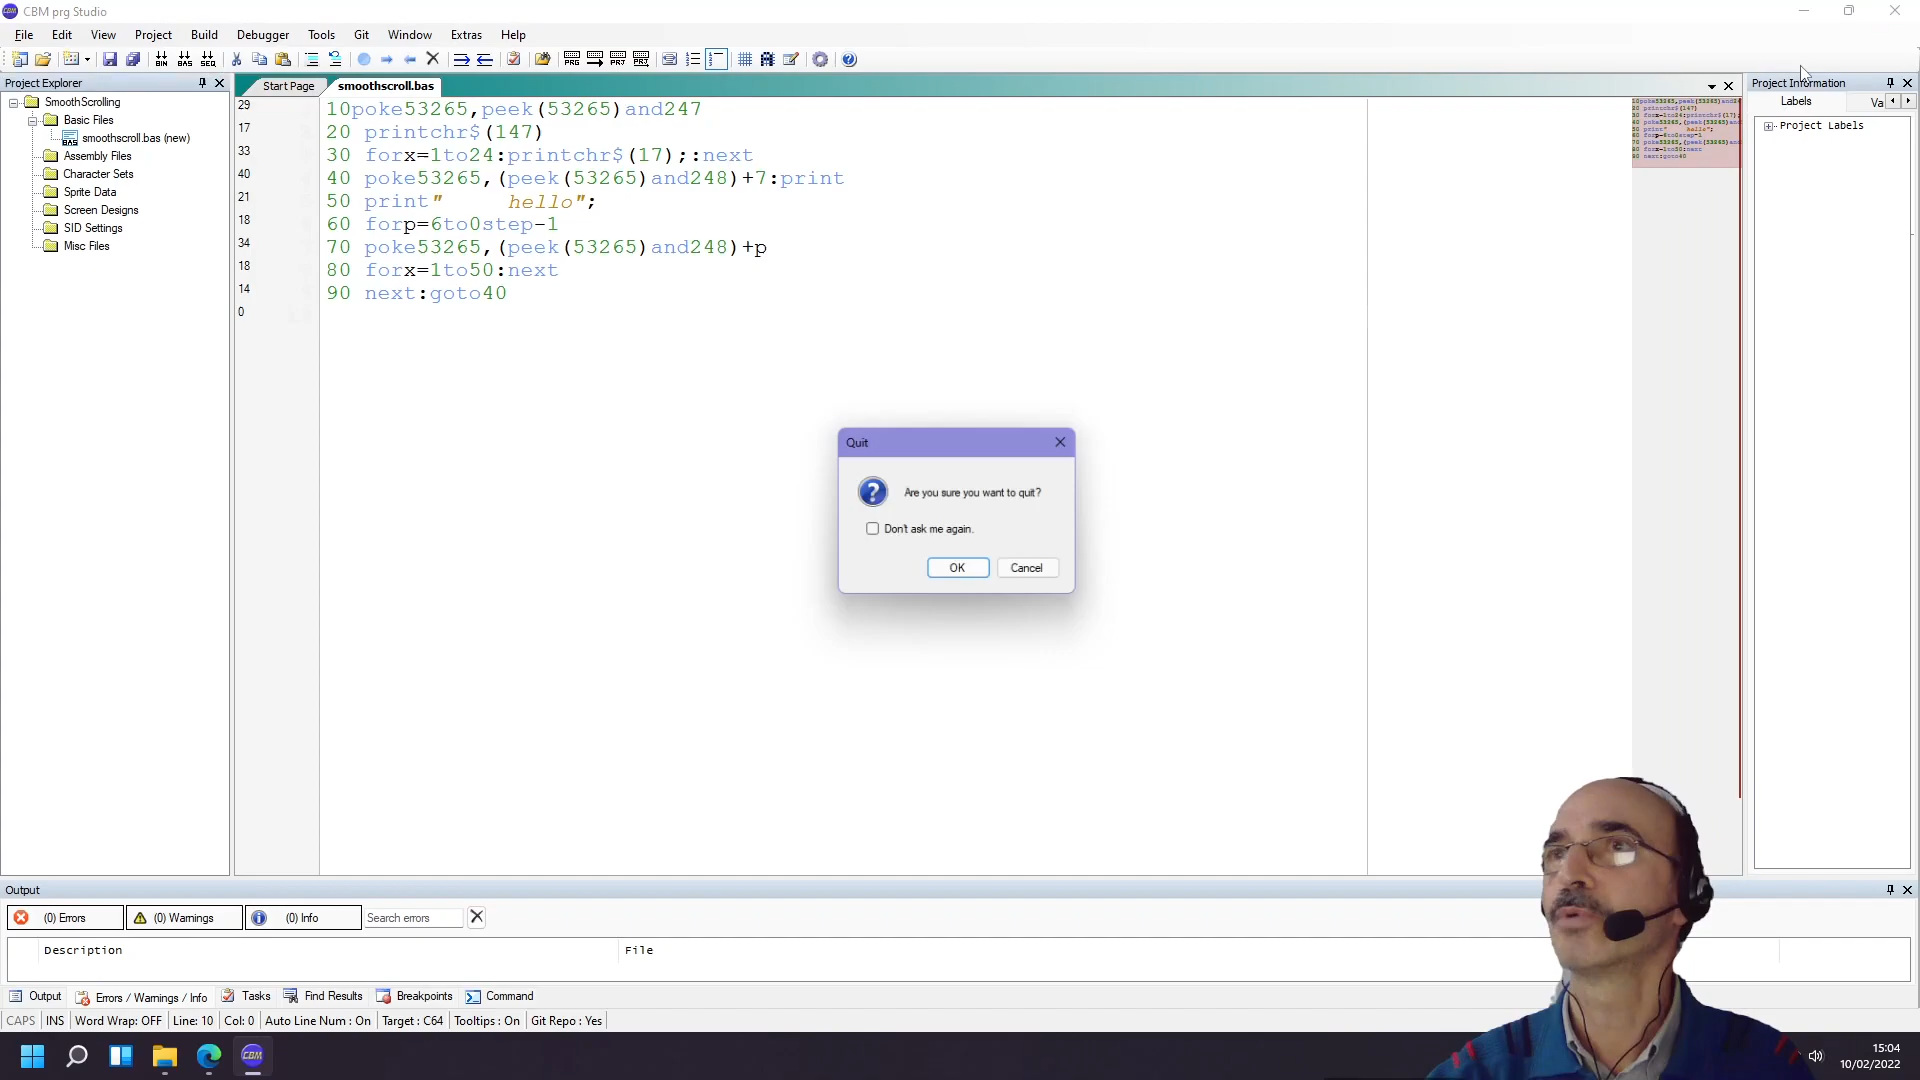 CBM prg Studio
File Edit View Project Build Debugger Tools Git Window Extras Help
Project Explorer
SmoothScrolling
Basic Files
smoothscroll.bas (new)
Assembly Files
Character Sets
Sprite Data
Screen Designs
SID Settings
Misc Files
Start Page smoothscroll.bas
29 10poke53265,peek(53265)and247
17 20 printchr$(147)
33 30 forx=1to24:printchr$(17);:next
40 40 poke53265,(peek(53265)and248)+7:print
21 50 print"     hello";
18 60 forp=6to0step-1
34 70 poke53265,(peek(53265)and248)+p
18 80 forx=1to50:next
14 90 next:goto40
0
Quit
Are you sure you want to quit?
Don't ask me again.
OK Cancel
Project Information
Labels Va
Project Labels
Output
(0) Errors (0) Warnings (0) Info Search errors
Description File
Output Errors / Warnings / Info Tasks Find Results Breakpoints Command
CAPS INS Word Wrap: OFF Line: 10 Col: 0 Auto Line Num : On Target : C64 Tooltips : On Git Repo : Yes
CBM
15:04
10/02/2022